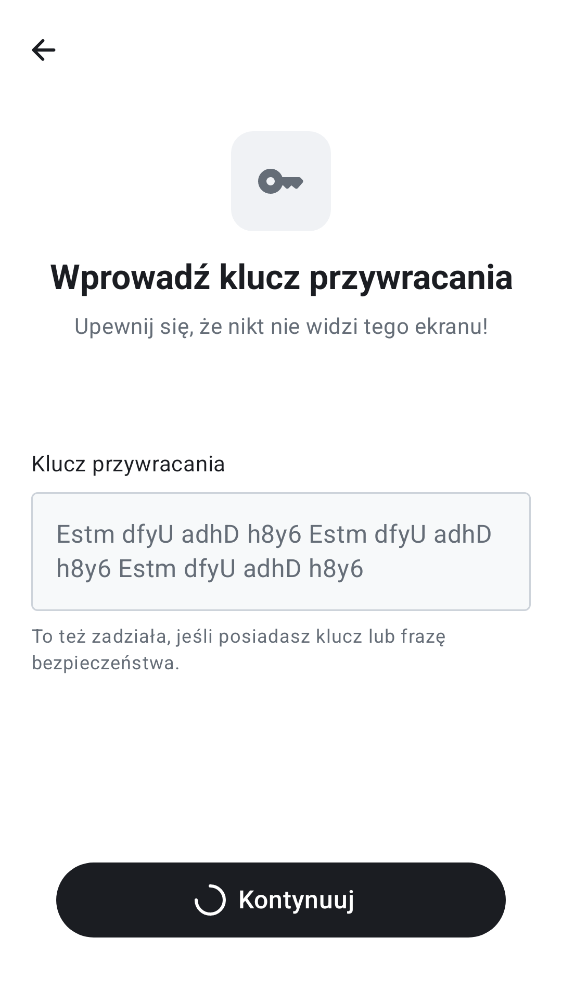 Wprowadź klucz przywracania
Upewnij się, że nikt nie widzi tego ekranu!
Klucz przywracania
Estm dfyU adhD h8y6 Estm dfyU adhD
h8y6 Estm dfyU adhD h8y6
To też zadziała, jeśli posiadasz klucz lub frazę
bezpieczeństwa.
Kontynuuj